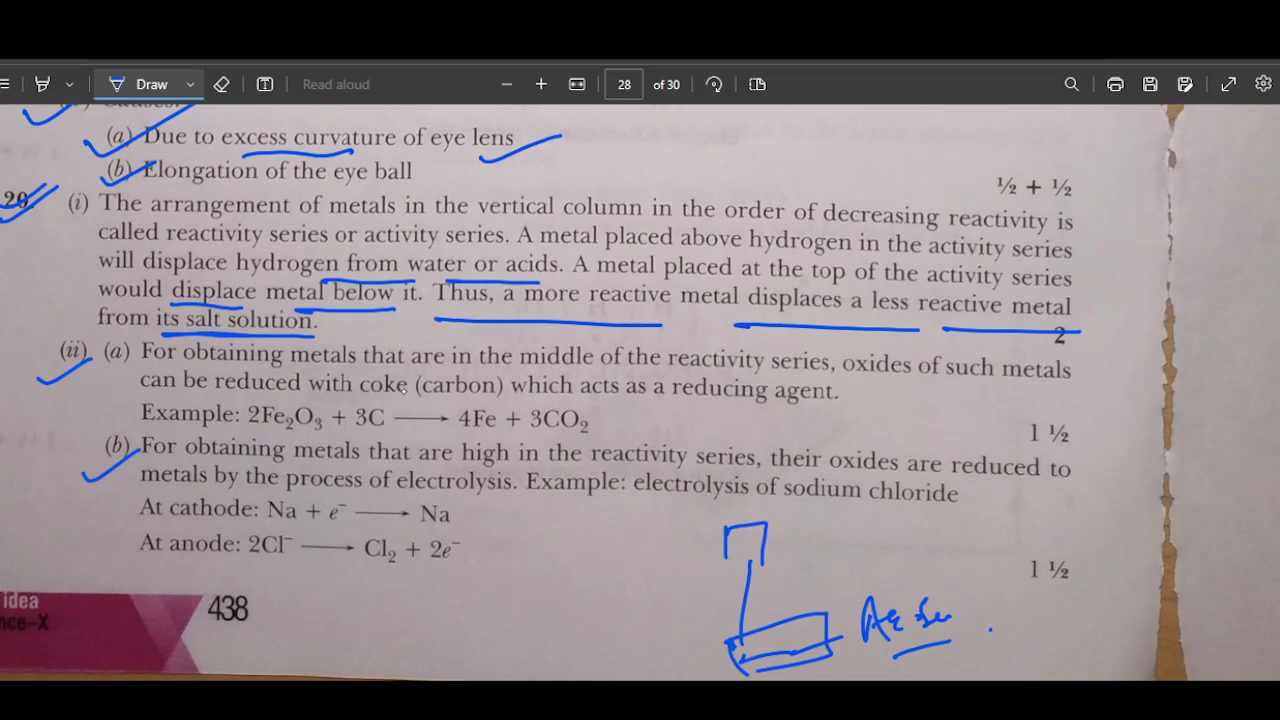 Draw
Read aloud
28 of 30
(a) Due to excess curvature of eye lens
(b) Elongation of the eye ball
½ + ½
20. (i) The arrangement of metals in the vertical column in the order of decreasing reactivity is
called reactivity series or activity series. A metal placed above hydrogen in the activity series
will displace hydrogen from water or acids. A metal placed at the top of the activity series
would displace metal below it. Thus, a more reactive metal displaces a less reactive metal
from its salt solution.
2
(ii) (a) For obtaining metals that are in the middle of the reactivity series, oxides of such metals
can be reduced with coke (carbon) which acts as a reducing agent.
Example: 2Fe₂O₃ + 3C ⟶ 4Fe + 3CO₂
1 ½
(b) For obtaining metals that are high in the reactivity series, their oxides are reduced to
metals by the process of electrolysis. Example: electrolysis of sodium chloride
At cathode: Na + e⁻ ⟶ Na
At anode: 2Cl⁻ ⟶ Cl₂ + 2e⁻
1 ½
idea
nce–X
438